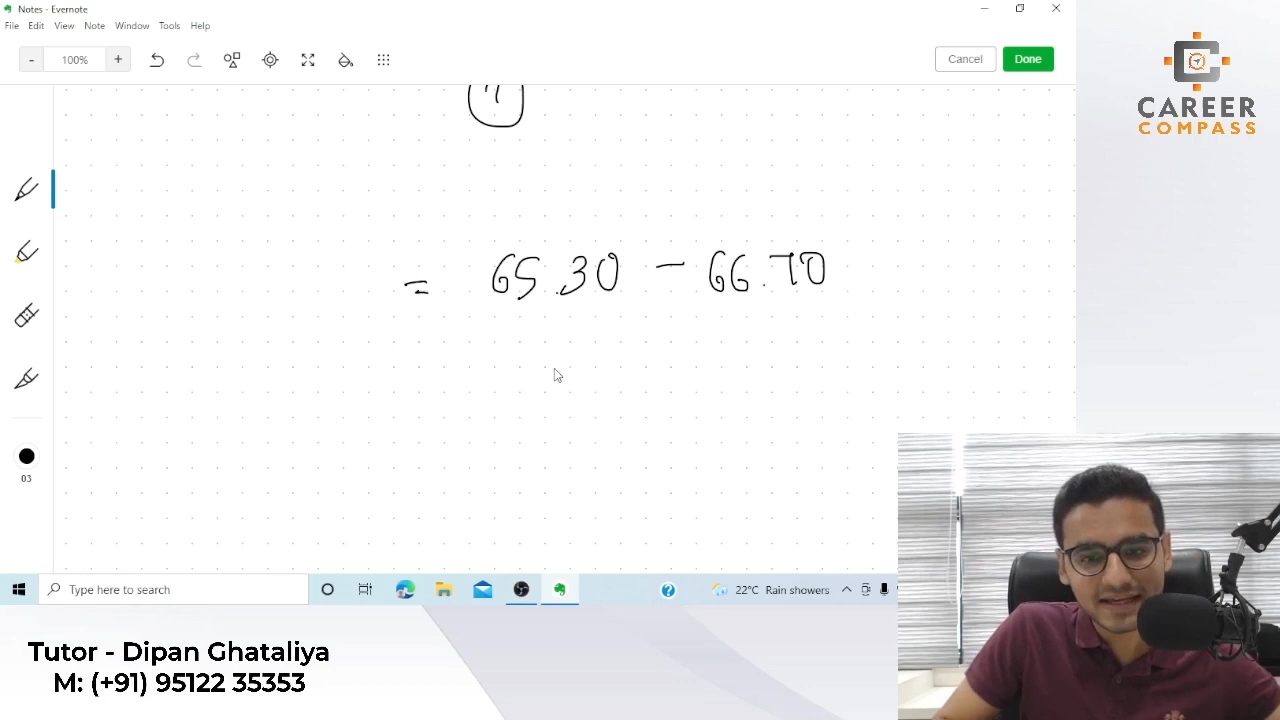 Notes - Evernote
File Edit View Note Window Tools Help
- 100% +
Cancel Done
CAREER
COMPASS
= 65.30 - 66.70
03
Type here to search
22°C Rain showers
Tutor - Dipan Ghataliya
M: (+91) 95122 35353